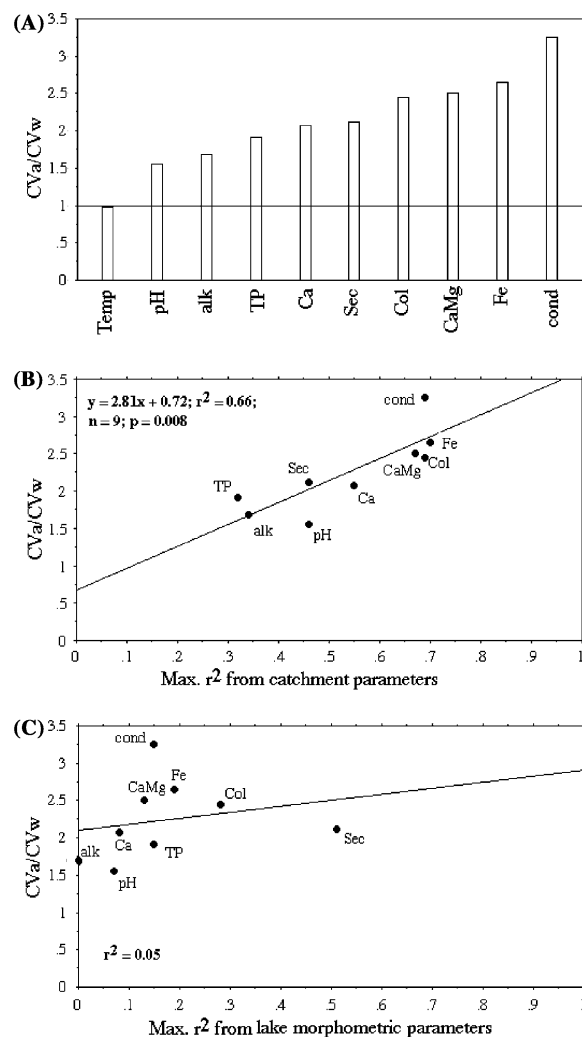 (A)
3.5
3
2.5
2
1.5
1
.5
0
CVa/CVw
Temp
pH
alk
TP
Ca
Sec
Col
CaMg
Fe
cond
(B)
3.5
3
2.5
2
1.5
1
.5
0
CVa/CVw
y = 2.81x + 0.72; r² = 0.66;
n = 9; p = 0.008
cond
Fe
CaMg
Col
Sec
TP
Ca
alk
pH
0 .1 .2 .3 .4 .5 .6 .7 .8 .9 1
Max. r² from catchment parameters
(C)
3.5
3
2.5
2
1.5
1
.5
0
CVa/CVw
cond
Fe
CaMg
Col
Ca
Sec
alk
TP
pH
r² = 0.05
0 .1 .2 .3 .4 .5 .6 .7 .8 .9 1
Max. r² from lake morphometric parameters